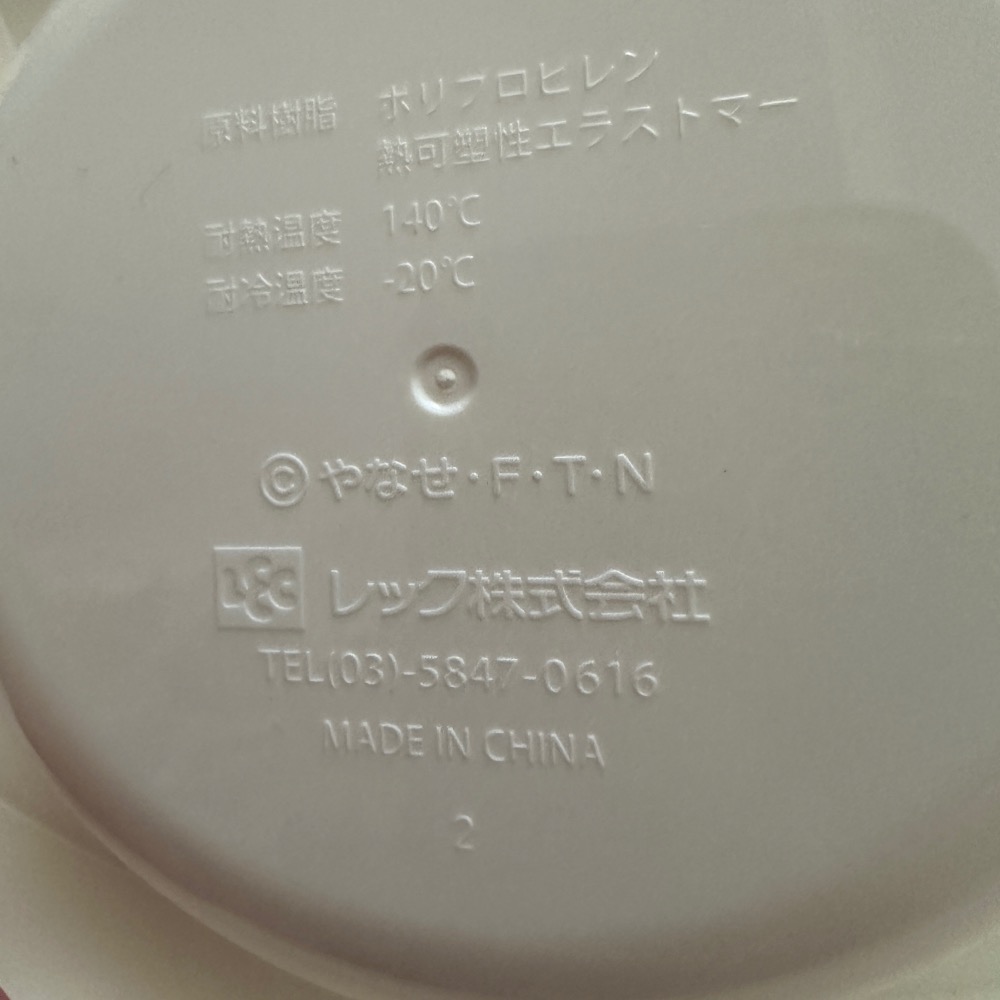 原料樹脂 ポリプロピレン
熱可塑性エラストマー
耐熱温度 140℃
耐冷温度 -20℃
©やなせ・F・T・N
LEC レック株式会社
TEL(03)-5847-0616
MADE IN CHINA
2